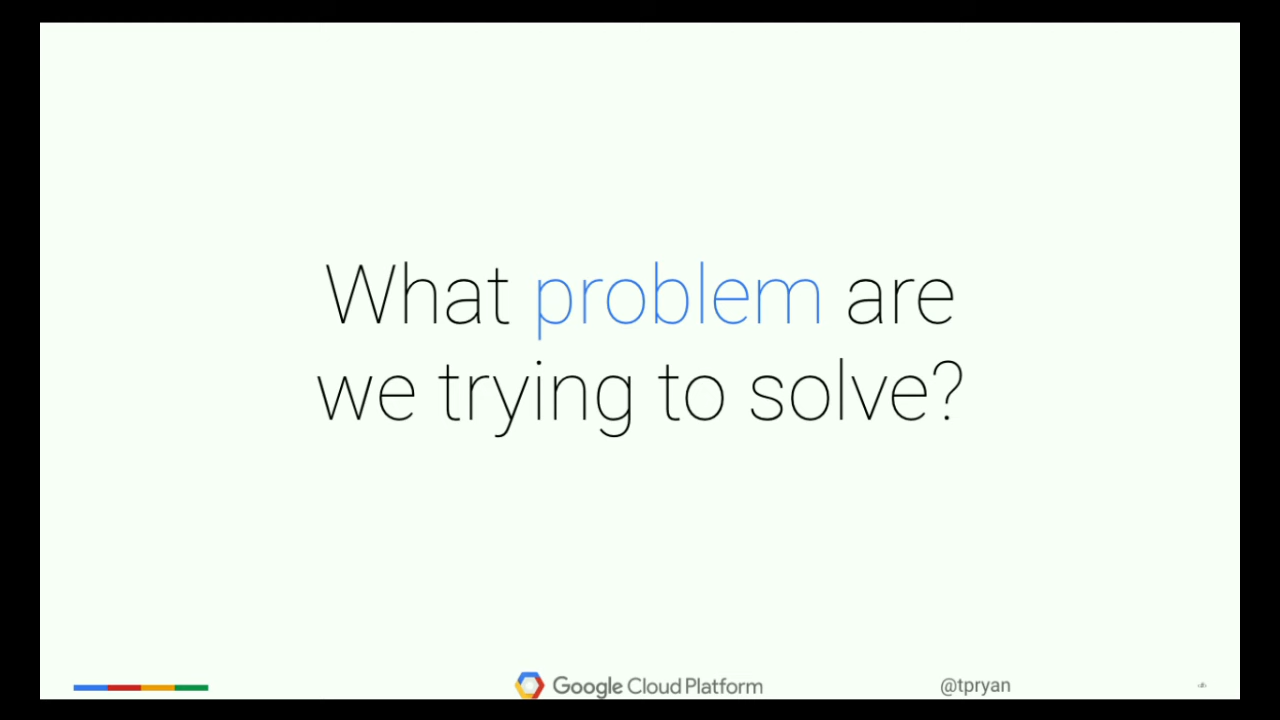 What problem are
we trying to solve?
Google Cloud Platform
@tpryan